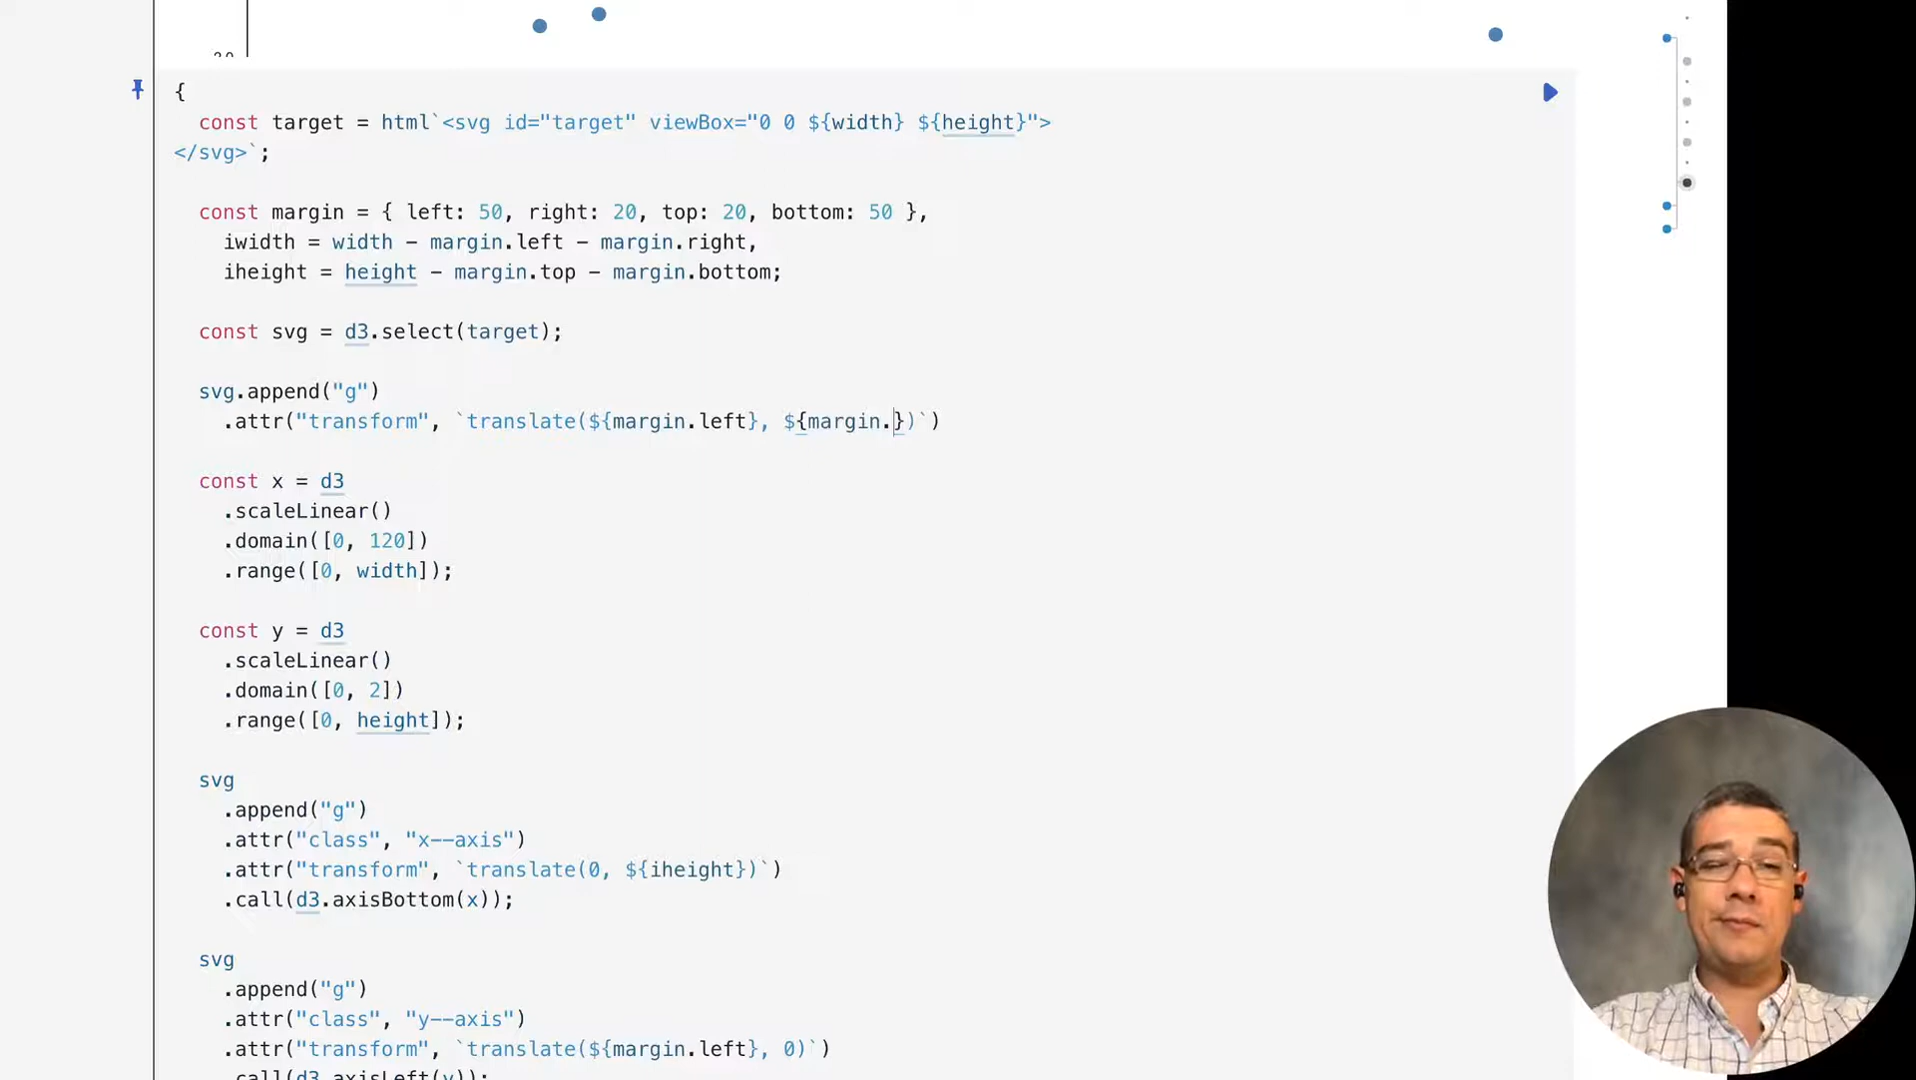 {
const target = html`<svg id="target" viewBox="0 0 ${width} ${height}">
</svg>`;
const margin = { left: 50, right: 20, top: 20, bottom: 50 },
iwidth = width - margin.left - margin.right,
iheight = height - margin.top - margin.bottom;
const svg = d3.select(target);
svg.append("g")
.attr("transform", `translate(${margin.left}, ${margin.})`)
const x = d3
.scaleLinear()
.domain([0, 120])
.range([0, width]);
const y = d3
.scaleLinear()
.domain([0, 2])
.range([0, height]);
svg
.append("g")
.attr("class", "x--axis")
.attr("transform", `translate(0, ${iheight})`)
.call(d3.axisBottom(x));
svg
.append("g")
.attr("class", "y--axis")
.attr("transform", `translate(${margin.left}, 0)`)
.call(d3.axisLeft(y));